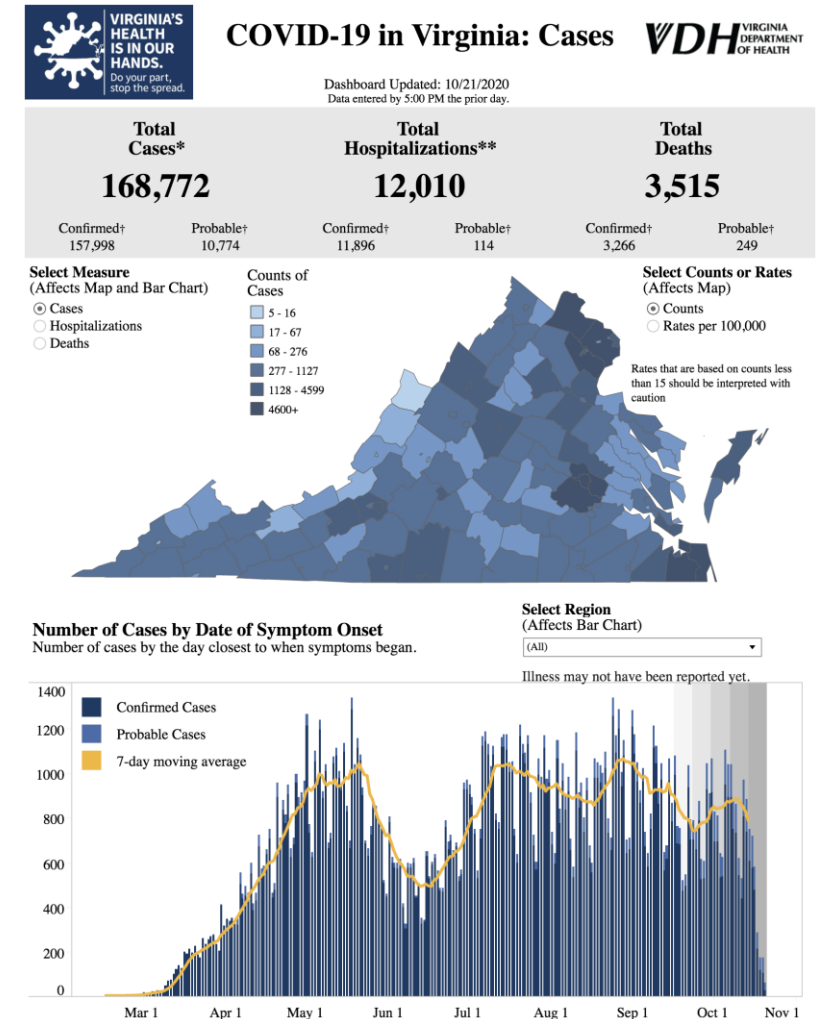 VIRGINIA'S
HEALTH
IS IN OUR
HANDS.
Do your part,
stop the spread.
COVID-19 in Virginia: Cases
VDH VIRGINIA
DEPARTMENT
OF HEALTH
Dashboard Updated: 10/21/2020
Data entered by 5:00 PM the prior day.
Total
Cases*
168,772
Confirmed† Probable†
157,998 10,774
Total
Hospitalizations**
12,010
Confirmed† Probable†
11,896 114
Total
Deaths
3,515
Confirmed† Probable†
3,266 249
Select Measure
(Affects Map and Bar Chart)
Cases
Hospitalizations
Deaths
Counts of
Cases
5 - 16
17 - 67
68 - 276
277 - 1127
1128 - 4599
4600+
Select Counts or Rates
(Affects Map)
Counts
Rates per 100,000
Rates that are based on counts less
than 15 should be interpreted with
caution
Number of Cases by Date of Symptom Onset
Number of cases by the day closest to when symptoms began.
Select Region
(Affects Bar Chart)
(All)
Illness may not have been reported yet.
1400
1200
1000
800
600
400
200
0
Confirmed Cases
Probable Cases
7-day moving average
Mar 1 Apr 1 May 1 Jun 1 Jul 1 Aug 1 Sep 1 Oct 1 Nov 1